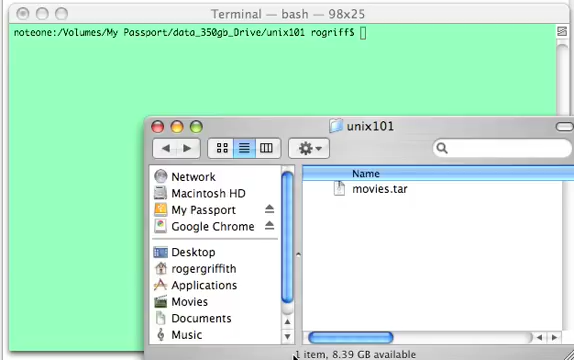 Terminal — bash — 98x25
noteone:/Volumes/My Passport/data_350gb_Drive/unix101 rogriff$
unix101
Network
Macintosh HD
My Passport
Google Chrome
Desktop
rogergriffith
Applications
Movies
Documents
Music
Name
movies.tar
1 item, 8.39 GB available